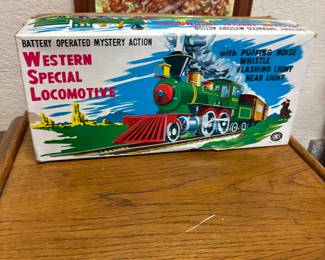 BATTERY OPERATED MYSTERY ACTION
WESTERN
SPECIAL
LOCOMOTIVE
with PUFFING NOISE
WHISTLE
FLASHING LIGHT
HEAD LIGHT